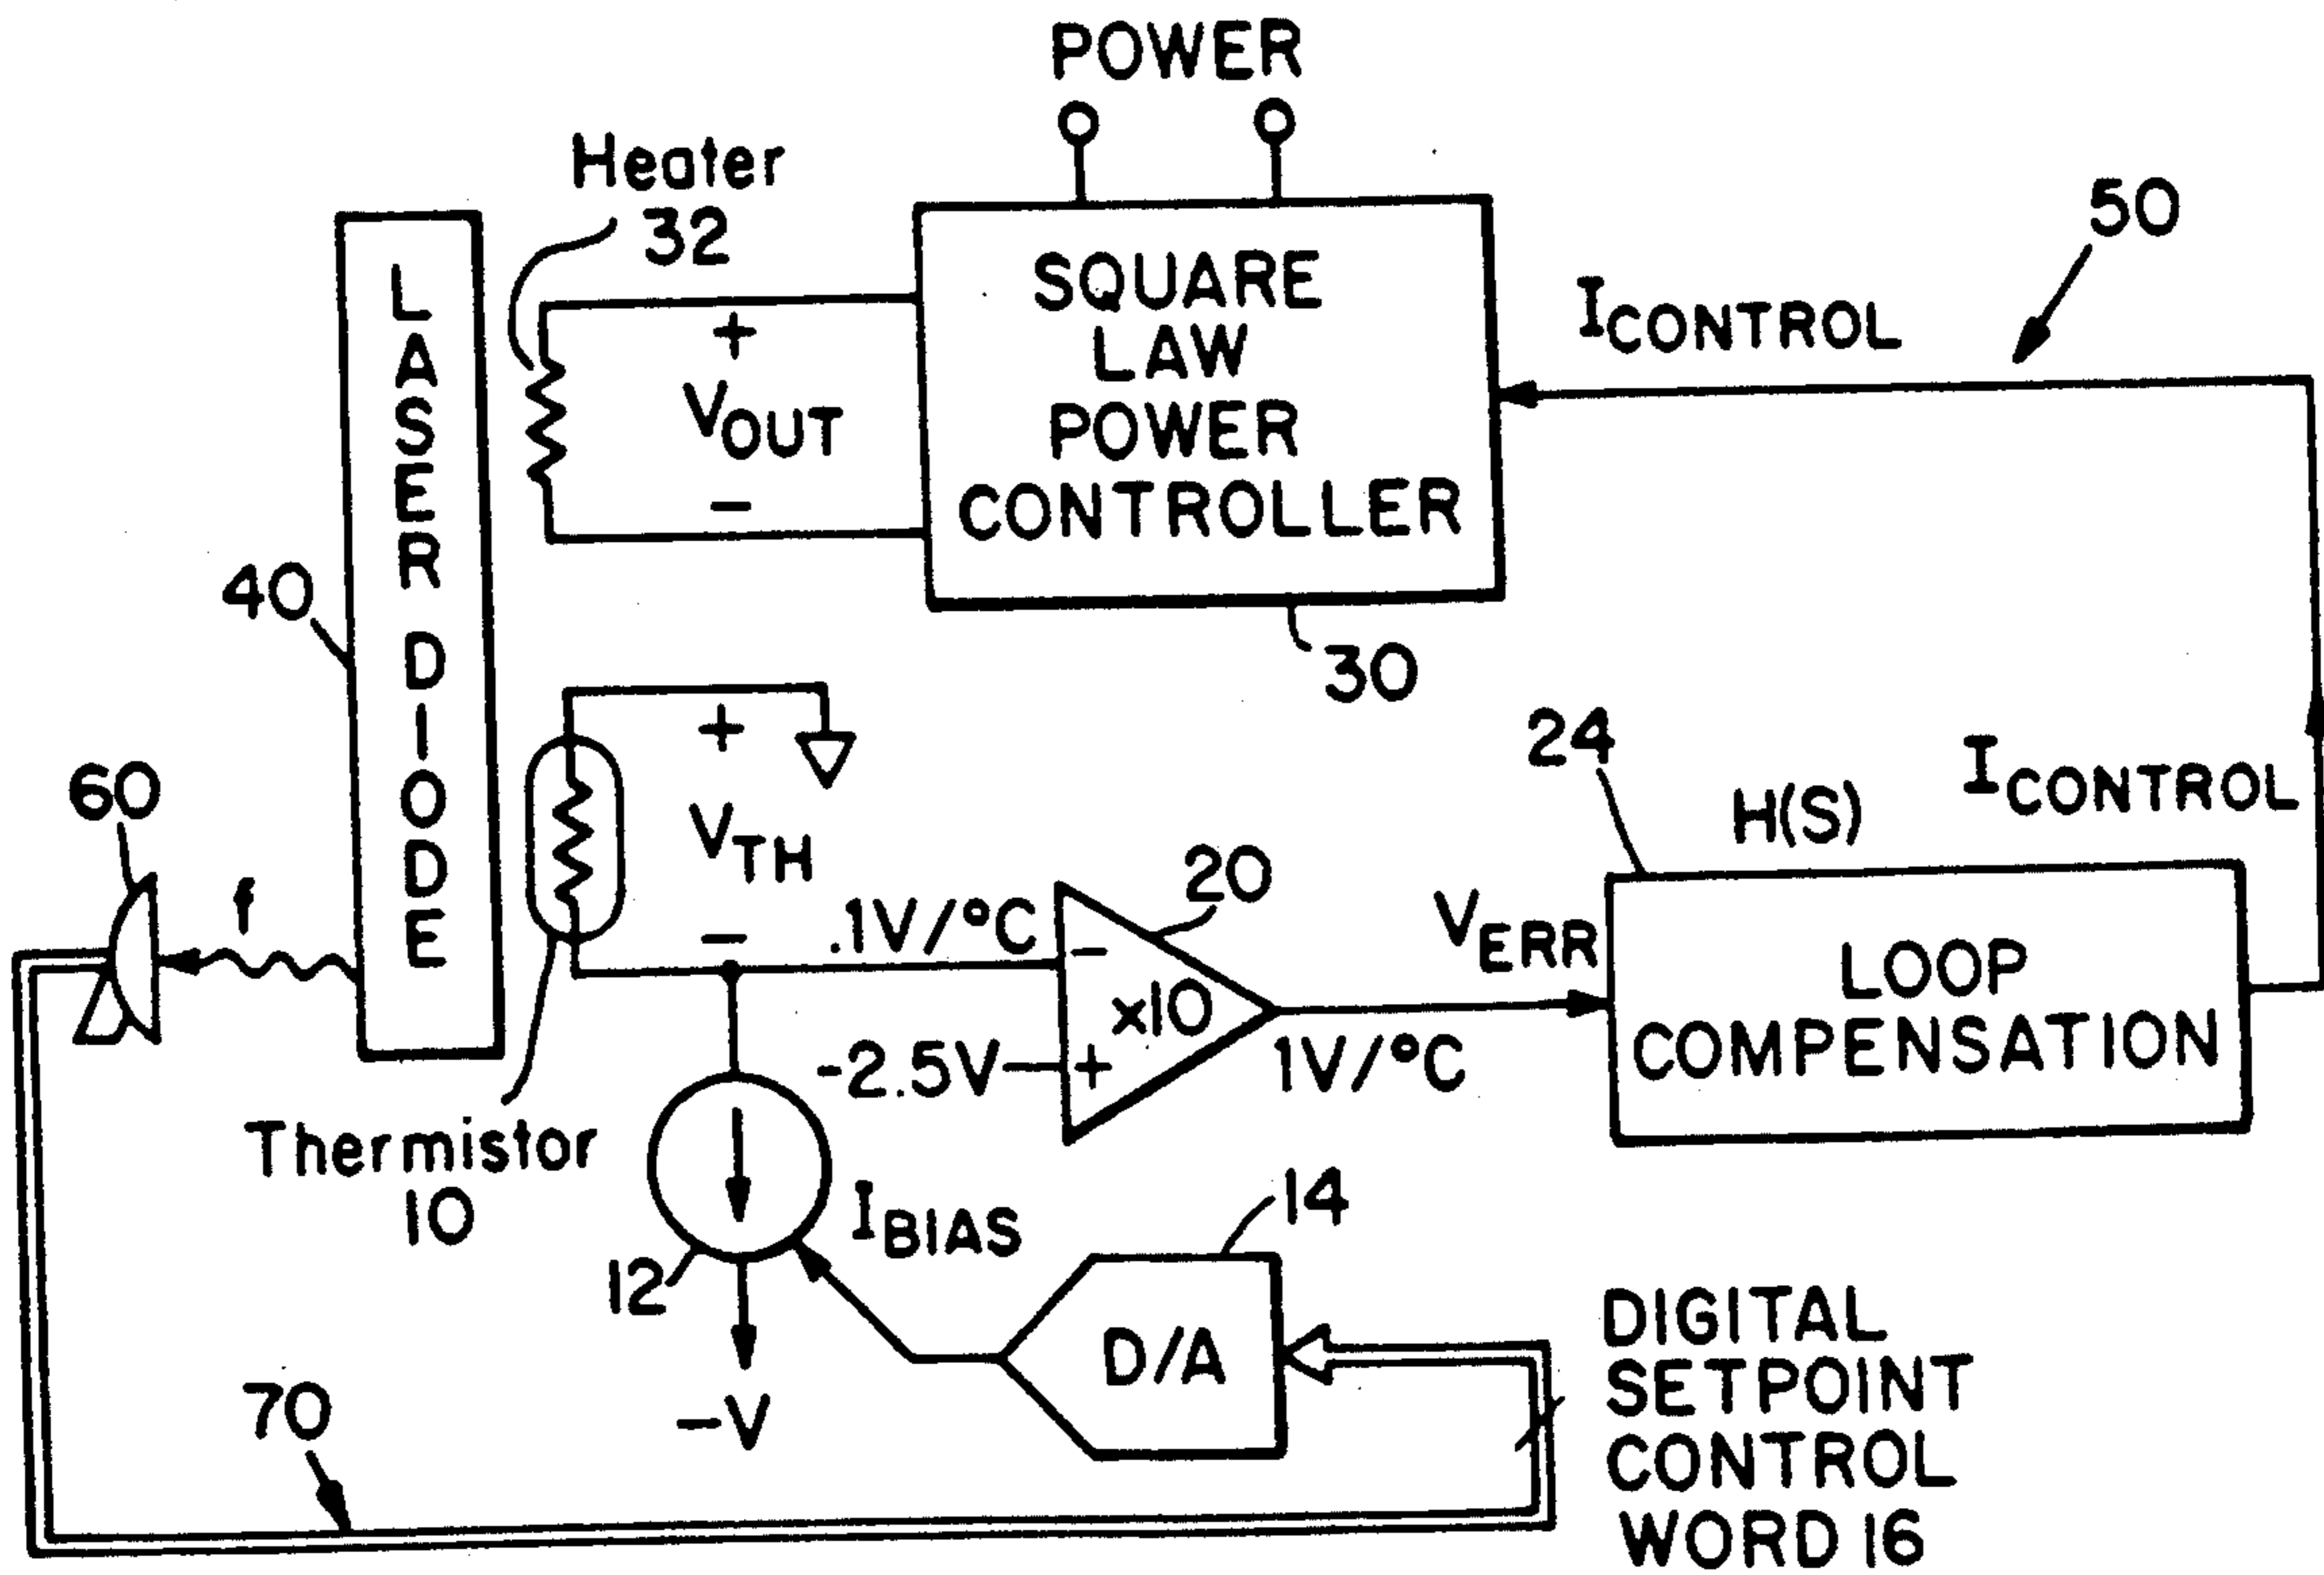 POWER
Heater
32
50
SQUARE
LAW
POWER
CONTROLLER
ICONTROL
+
VOUT
−
LASER DIODE
40
30
24
ICONTROL
H(S)
60
f
+
VTH
−
.1V/°C
20
−
x10
+
-2.5V
1V/°C
VERR
LOOP
COMPENSATION
Thermistor
10
12
IBIAS
14
D/A
−V
70
DIGITAL
SETPOINT
CONTROL
WORD 16